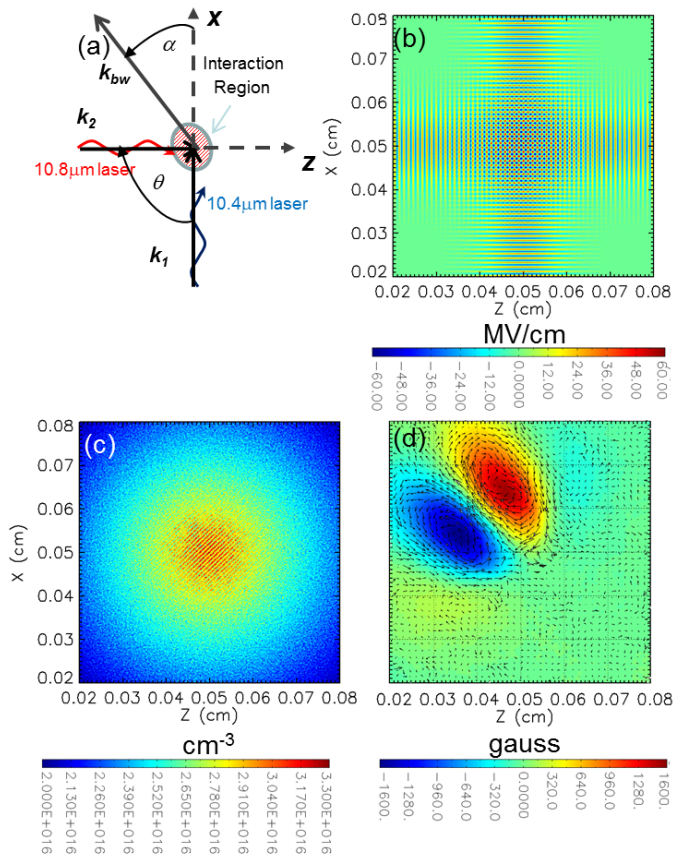 (a)
x
α
k_bw
Interaction
Region
k_2
z
10.8μm laser
θ
10.4μm laser
k_1
(b)
0.08
0.07
0.06
0.05
0.04
0.03
0.02
X (cm)
0.02 0.03 0.04 0.05 0.06 0.07 0.08
Z (cm)
MV/cm
-60.00
-48.00
-36.00
-24.00
-12.00
0.0000
12.00
24.00
36.00
48.00
60.00
(c)
0.08
0.07
0.06
0.05
0.04
0.03
0.02
X (cm)
0.02 0.03 0.04 0.05 0.06 0.07 0.08
Z (cm)
cm-3
2.000E+016
2.130E+016
2.260E+016
2.390E+016
2.520E+016
2.650E+016
2.780E+016
2.910E+016
3.040E+016
3.170E+016
3.300E+016
(d)
0.02 0.03 0.04 0.05 0.06 0.07 0.08
Z (cm)
gauss
-1600.
-1280.
-960.0
-640.0
-320.0
0.0000
320.0
640.0
960.0
1280.
1600.